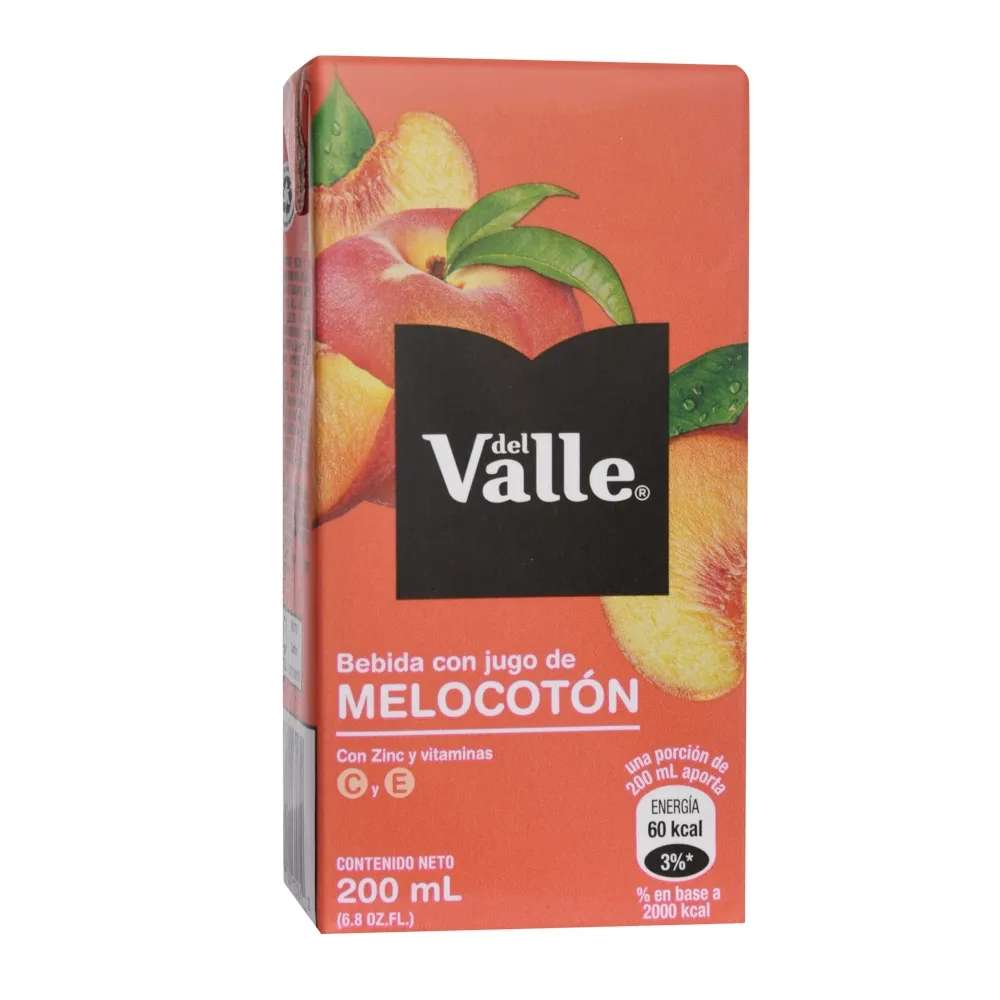 del
Valle®
Bebida con jugo de
MELOCOTÓN
Con Zinc y vitaminas
C y E
CONTENIDO NETO
200 mL
(6.8 OZ.FL.)
una porción de
200 mL aporta
ENERGÍA
60 kcal
3%*
% en base a
2000 kcal